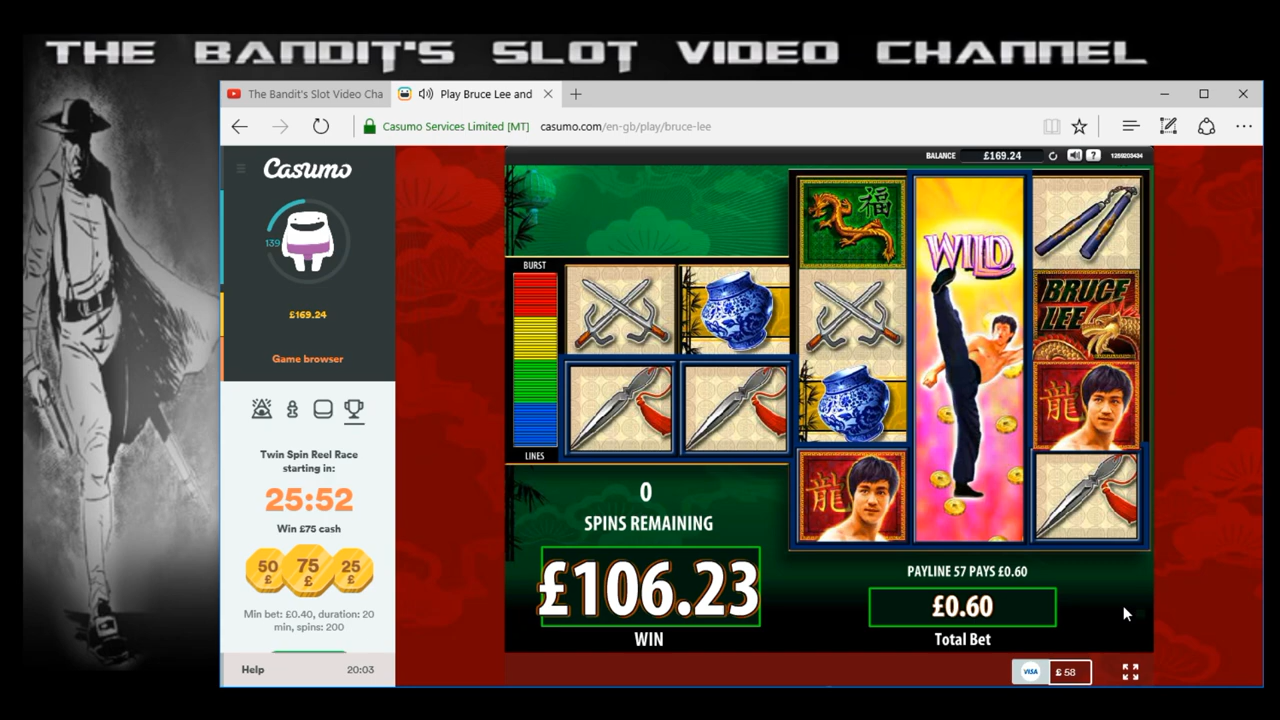 THE BANDIT'S SLOT VIDEO CHANNEL
The Bandit's Slot Video Cha
Play Bruce Lee and
Casumo Services Limited [MT] casumo.com/en-gb/play/bruce-lee
Casumo
139
£169.24
Game browser
Twin Spin Reel Race
starting in:
25:52
Win £75 cash
50 £
75 £
25 £
Min bet: £0.40, duration: 20
min, spins: 200
Help 20:03
BALANCE £169.24 ? 1259203434
BURST
LINES
福
WILD
BRUCE
LEE
龍
龍
0
SPINS REMAINING
£106.23
WIN
PAYLINE 57 PAYS £0.60
£0.60
Total Bet
VISA £ 58